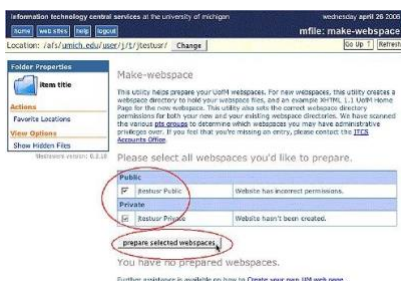 information technology central services at the university of michigan
wednesday april 26 2006
home web sites help logout
mfile: make-webspace
Location: /afs/umich.edu/user/j/t/jtestusr/ Change
Go Up ↑ Refresh
Folder Properties
Item title
Actions
Favorite Locations
View Options
Show Hidden Files
Make-webspace
This utility helps prepare your UofM webspaces. For new webspaces, this utility creates a
webspace directory to hold your webspace files, and an example XHTML 1.1 UofM Home
Page for the new webspace. This utility also sets the correct webspace directory
permissions for both your new and your existing webspace directories. We have scanned
the various pts groups to determine which webspaces you may have administrative
privileges over. If you feel that you're missing an entry, please contact the ITCS
Accounts Office.
Please select all webspaces you'd like to prepare.
Public
jtestusr Public
Website has incorrect permissions.
Private
jtestusr Private
Website hasn't been created.
prepare selected webspaces
You have no prepared webspaces.
Further assistance is available on how to Create your own UM web page